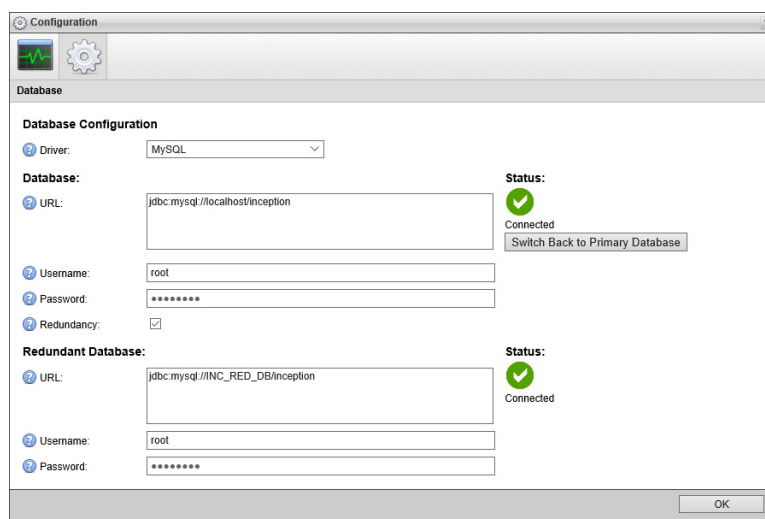 Configuration
Database
Database Configuration
Driver: MySQL
Database: Status:
URL: jdbc:mysql://localhost/inception
Connected
Switch Back to Primary Database
Username: root
Password: ●●●●●●●●
Redundancy:
Redundant Database: Status:
URL: jdbc:mysql://INC_RED_DB/inception
Connected
Username: root
Password: ●●●●●●●●
OK